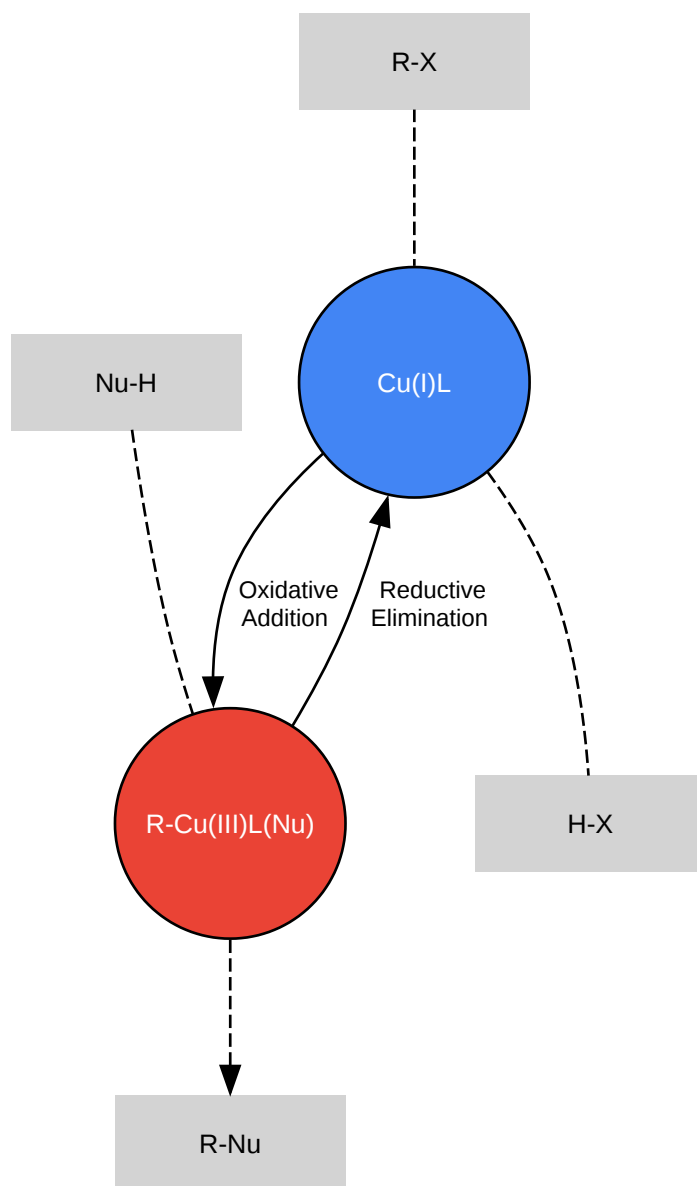 R-X
Cu(I)L
Nu-H
Oxidative
Addition
Reductive
Elimination
R-Cu(III)L(Nu)
H-X
R-Nu